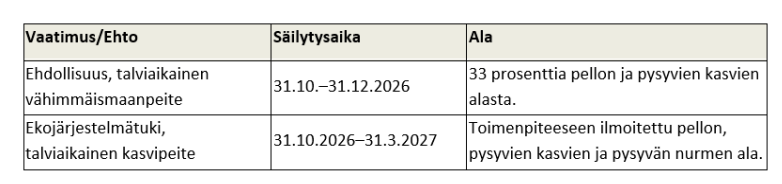 Vaatimus/Ehto Säilytysaika Ala
Ehdollisuus, talviaikainen
vähimmäismaanpeite
31.10.–31.12.2026
33 prosenttia pellon ja pysyvien kasvien
alasta.
Ekojärjestelmätuki,
talviaikainen kasvipeite
31.10.2026–31.3.2027
Toimenpiteeseen ilmoitettu pellon,
pysyvien kasvien ja pysyvän nurmen ala.